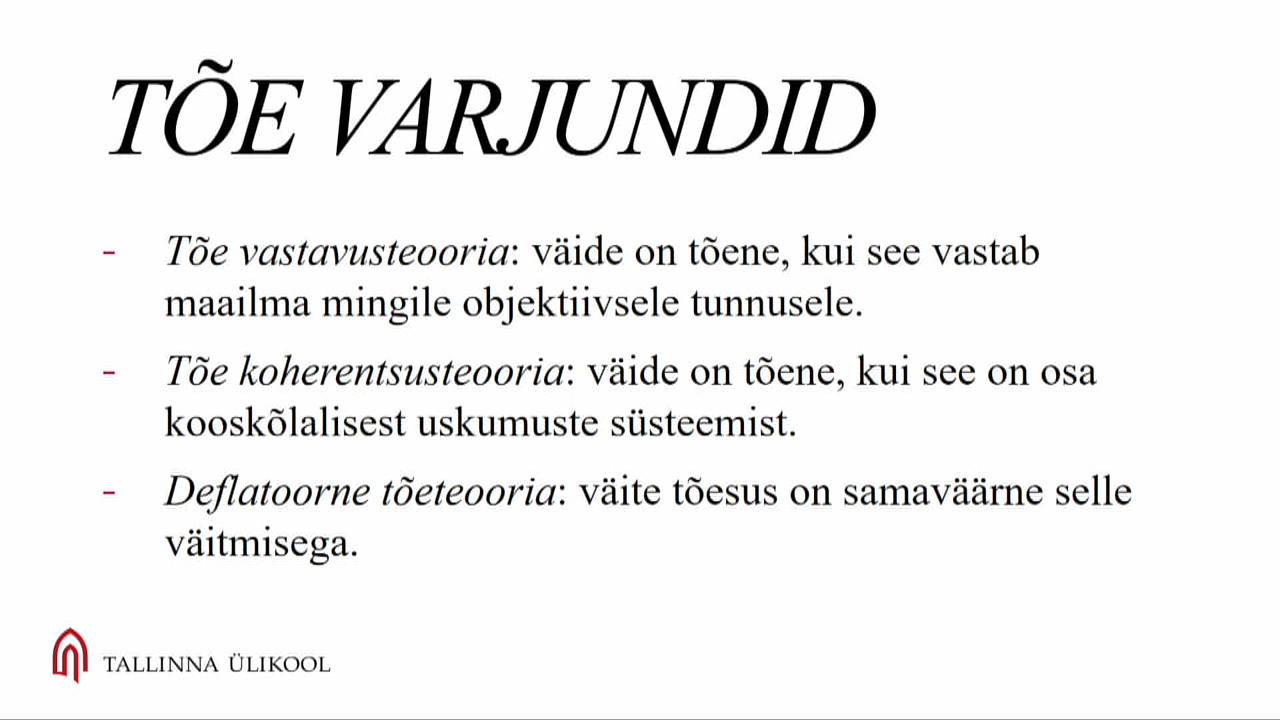 TÕE VARJUNDID
- Tõe vastavusteooria: väide on tõene, kui see vastab
maailma mingile objektiivsele tunnusele.
- Tõe koherentsusteooria: väide on tõene, kui see on osa
kooskõlalisest uskumuste süsteemist.
- Deflatoorne tõeteooria: väite tõesus on samaväärne selle
väitmisega.
TALLINNA ÜLIKOOL